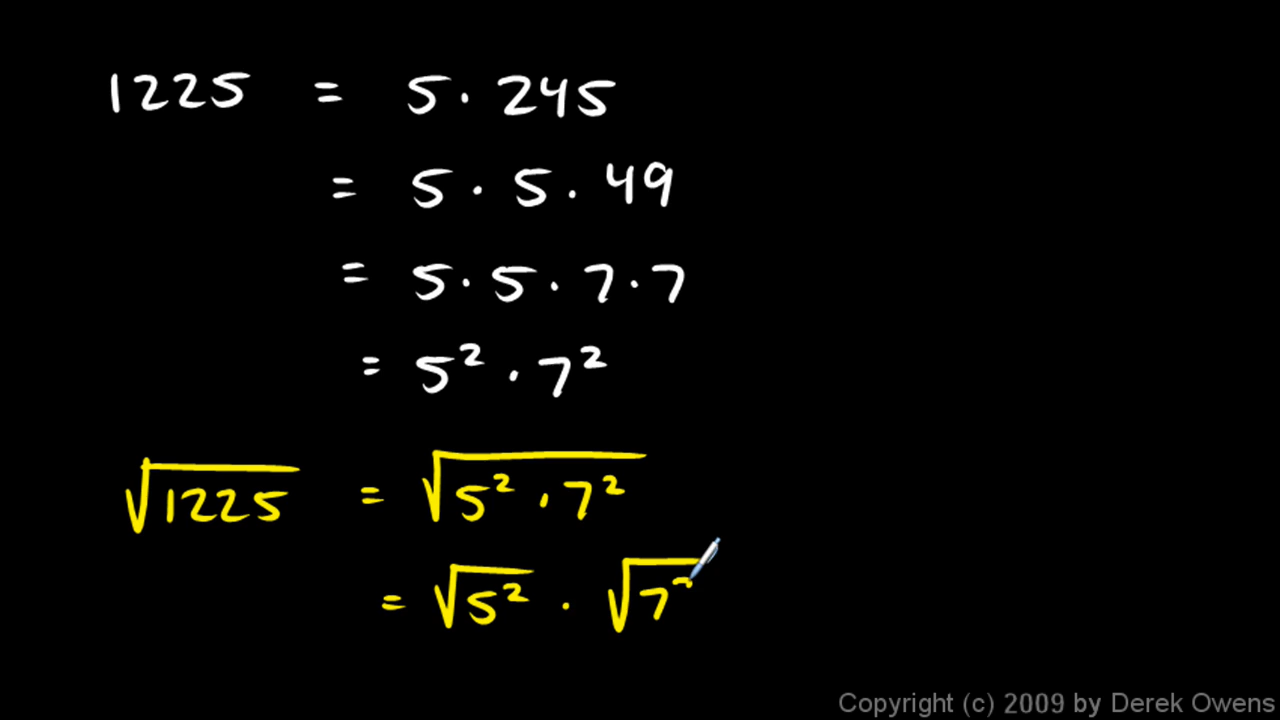 1225 = 5 · 245
= 5 · 5 · 49
= 5 · 5 · 7 · 7
= 5² · 7²
√1225 = √5² · 7²
= √5² · √7²
Copyright (c) 2009 by Derek Owens